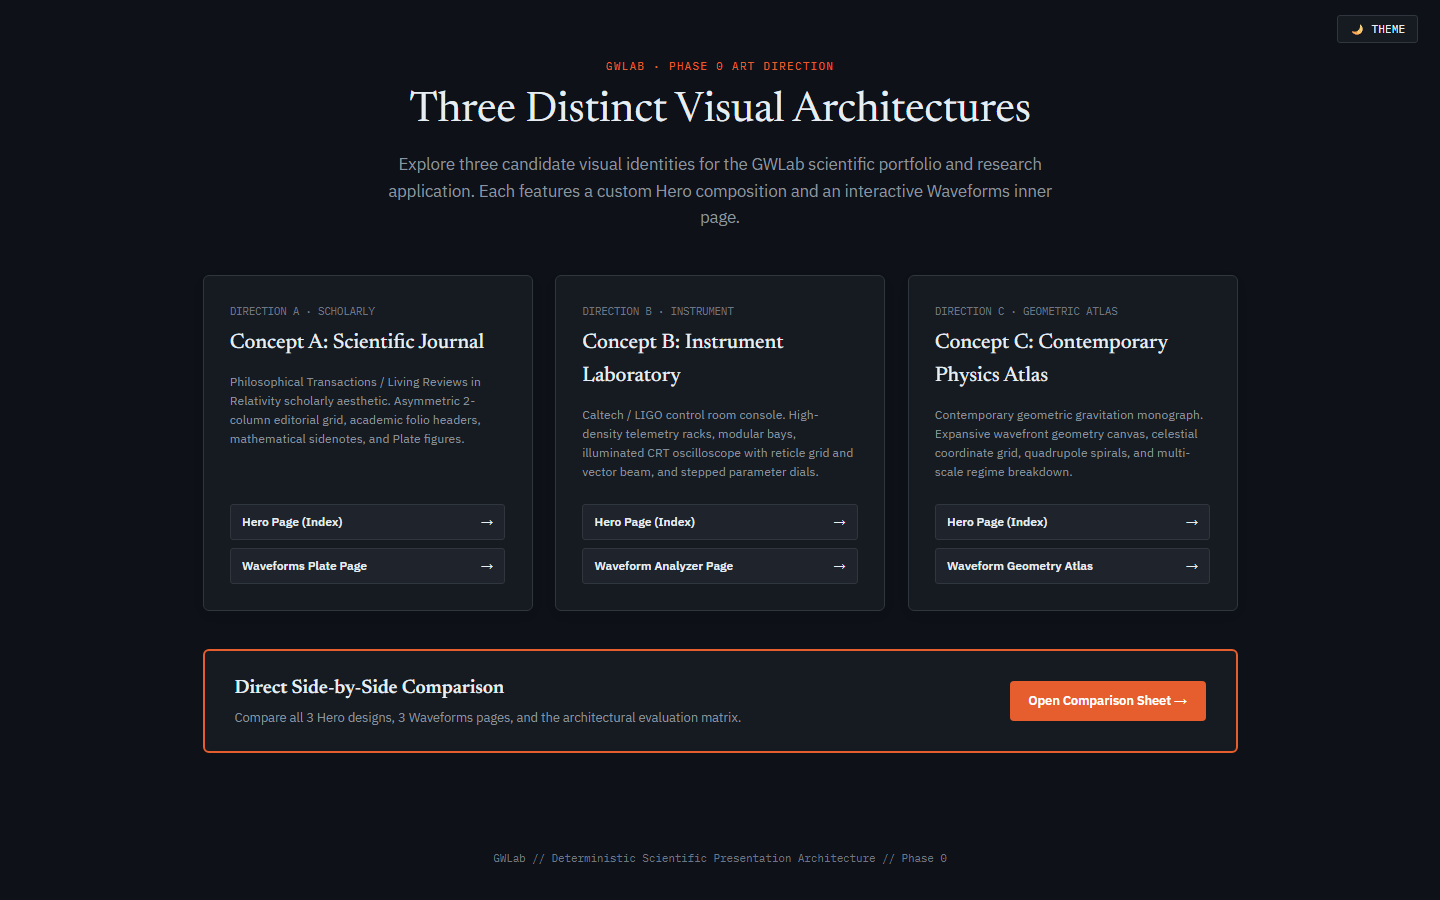 🌙 THEME
GWLAB · PHASE 0 ART DIRECTION
Three Distinct Visual Architectures
Explore three candidate visual identities for the GWLab scientific portfolio and research
application. Each features a custom Hero composition and an interactive Waveforms inner
page.
DIRECTION A · SCHOLARLY
Concept A: Scientific Journal
Philosophical Transactions / Living Reviews in
Relativity scholarly aesthetic. Asymmetric 2-
column editorial grid, academic folio headers,
mathematical sidenotes, and Plate figures.
Hero Page (Index) →
Waveforms Plate Page →
DIRECTION B · INSTRUMENT
Concept B: Instrument
Laboratory
Caltech / LIGO control room console. High-
density telemetry racks, modular bays,
illuminated CRT oscilloscope with reticle grid and
vector beam, and stepped parameter dials.
Hero Page (Index) →
Waveform Analyzer Page →
DIRECTION C · GEOMETRIC ATLAS
Concept C: Contemporary
Physics Atlas
Contemporary geometric gravitation monograph.
Expansive wavefront geometry canvas, celestial
coordinate grid, quadrupole spirals, and multi-
scale regime breakdown.
Hero Page (Index) →
Waveform Geometry Atlas →
Direct Side-by-Side Comparison
Compare all 3 Hero designs, 3 Waveforms pages, and the architectural evaluation matrix.
Open Comparison Sheet →
GWLab // Deterministic Scientific Presentation Architecture // Phase 0